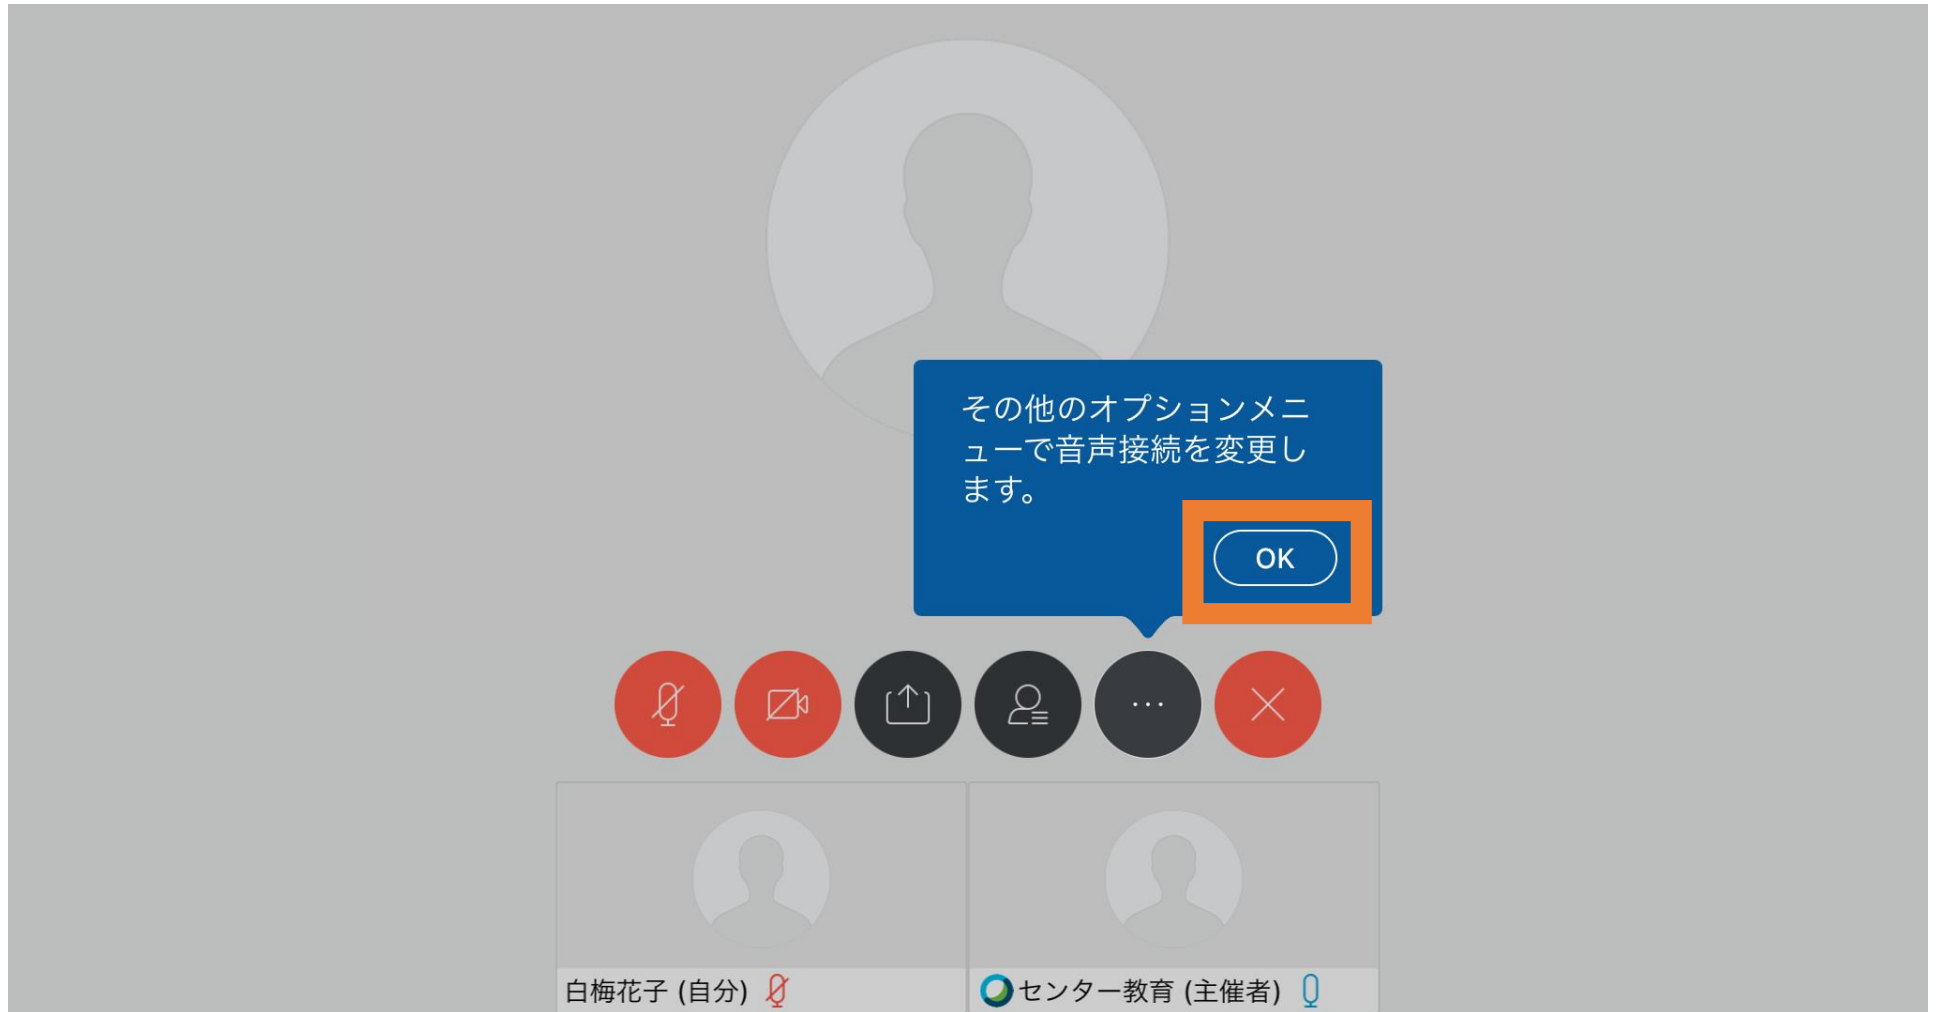 その他のオプションメニ
ューで音声接続を変更し
ます。
OK
白梅花子 (自分)
センター教育 (主催者)